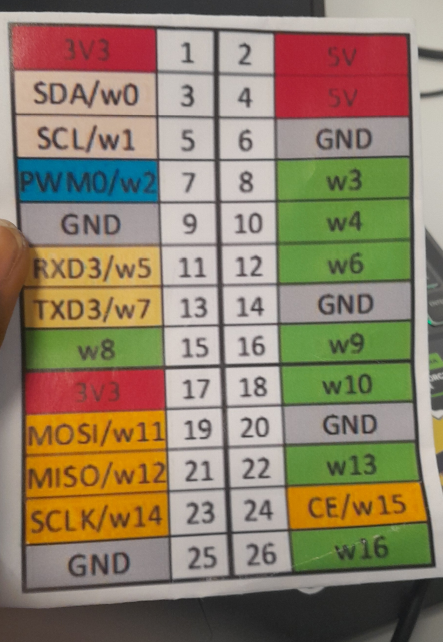 3V3 1 2 5V
SDA/w0 3 4 5V
SCL/w1 5 6 GND
PWM0/w2 7 8 w3
GND 9 10 w4
RXD3/w5 11 12 w6
TXD3/w7 13 14 GND
w8 15 16 w9
3V3 17 18 w10
MOSI/w11 19 20 GND
MISO/w12 21 22 w13
SCLK/w14 23 24 CE/w15
GND 25 26 w16